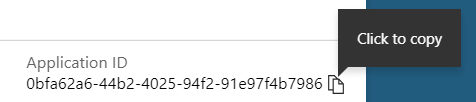 Click to copy
Application ID
0bfa62a6-44b2-4025-94f2-91e97f4b7986